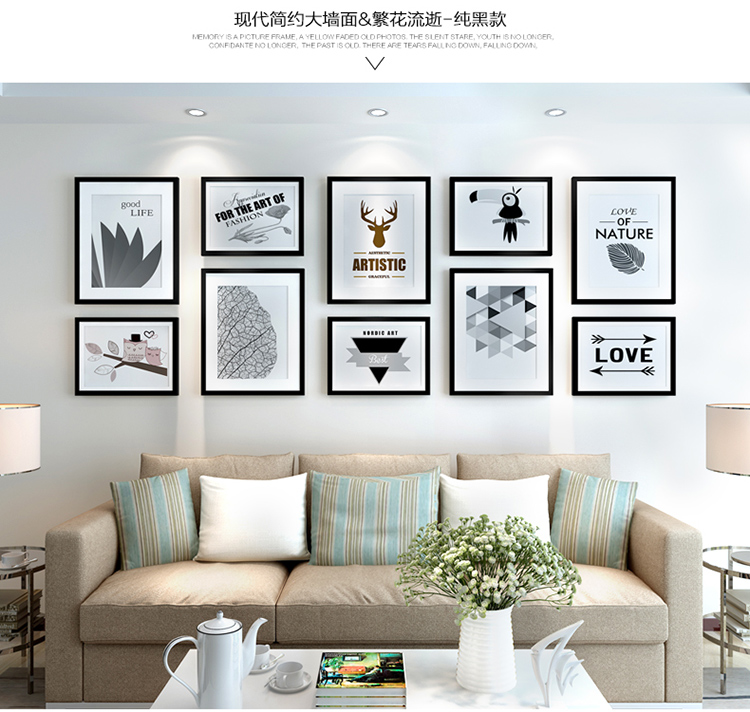 现代简约大墙面&繁花流逝-纯黑款
MEMORY IS A PICTURE FRAME, A YELLOW FADED OLD PHOTOS. THE SILENT STARE, YOUTH IS NO LONGER,
CONFIDANTE NO LONGER, THE PAST IS OLD. THERE ARE TEARS FALLING DOWN, FALLING DOWN.
good
LIFE
FOR THE ART OF
FASHION
AESTHETIC
ARTISTIC
GRACEFUL
LOVE
OF
NATURE
NORDIC ART
Best
LOVE